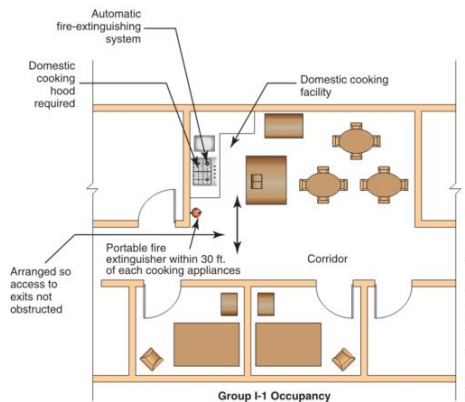 Automatic
fire-extinguishing
system
Domestic
cooking
hood
required
Domestic cooking
facility
Portable fire
extinguisher within 30 ft.
of each cooking appliances
Corridor
Arranged so
access to
exits not
obstructed
Group I-1 Occupancy